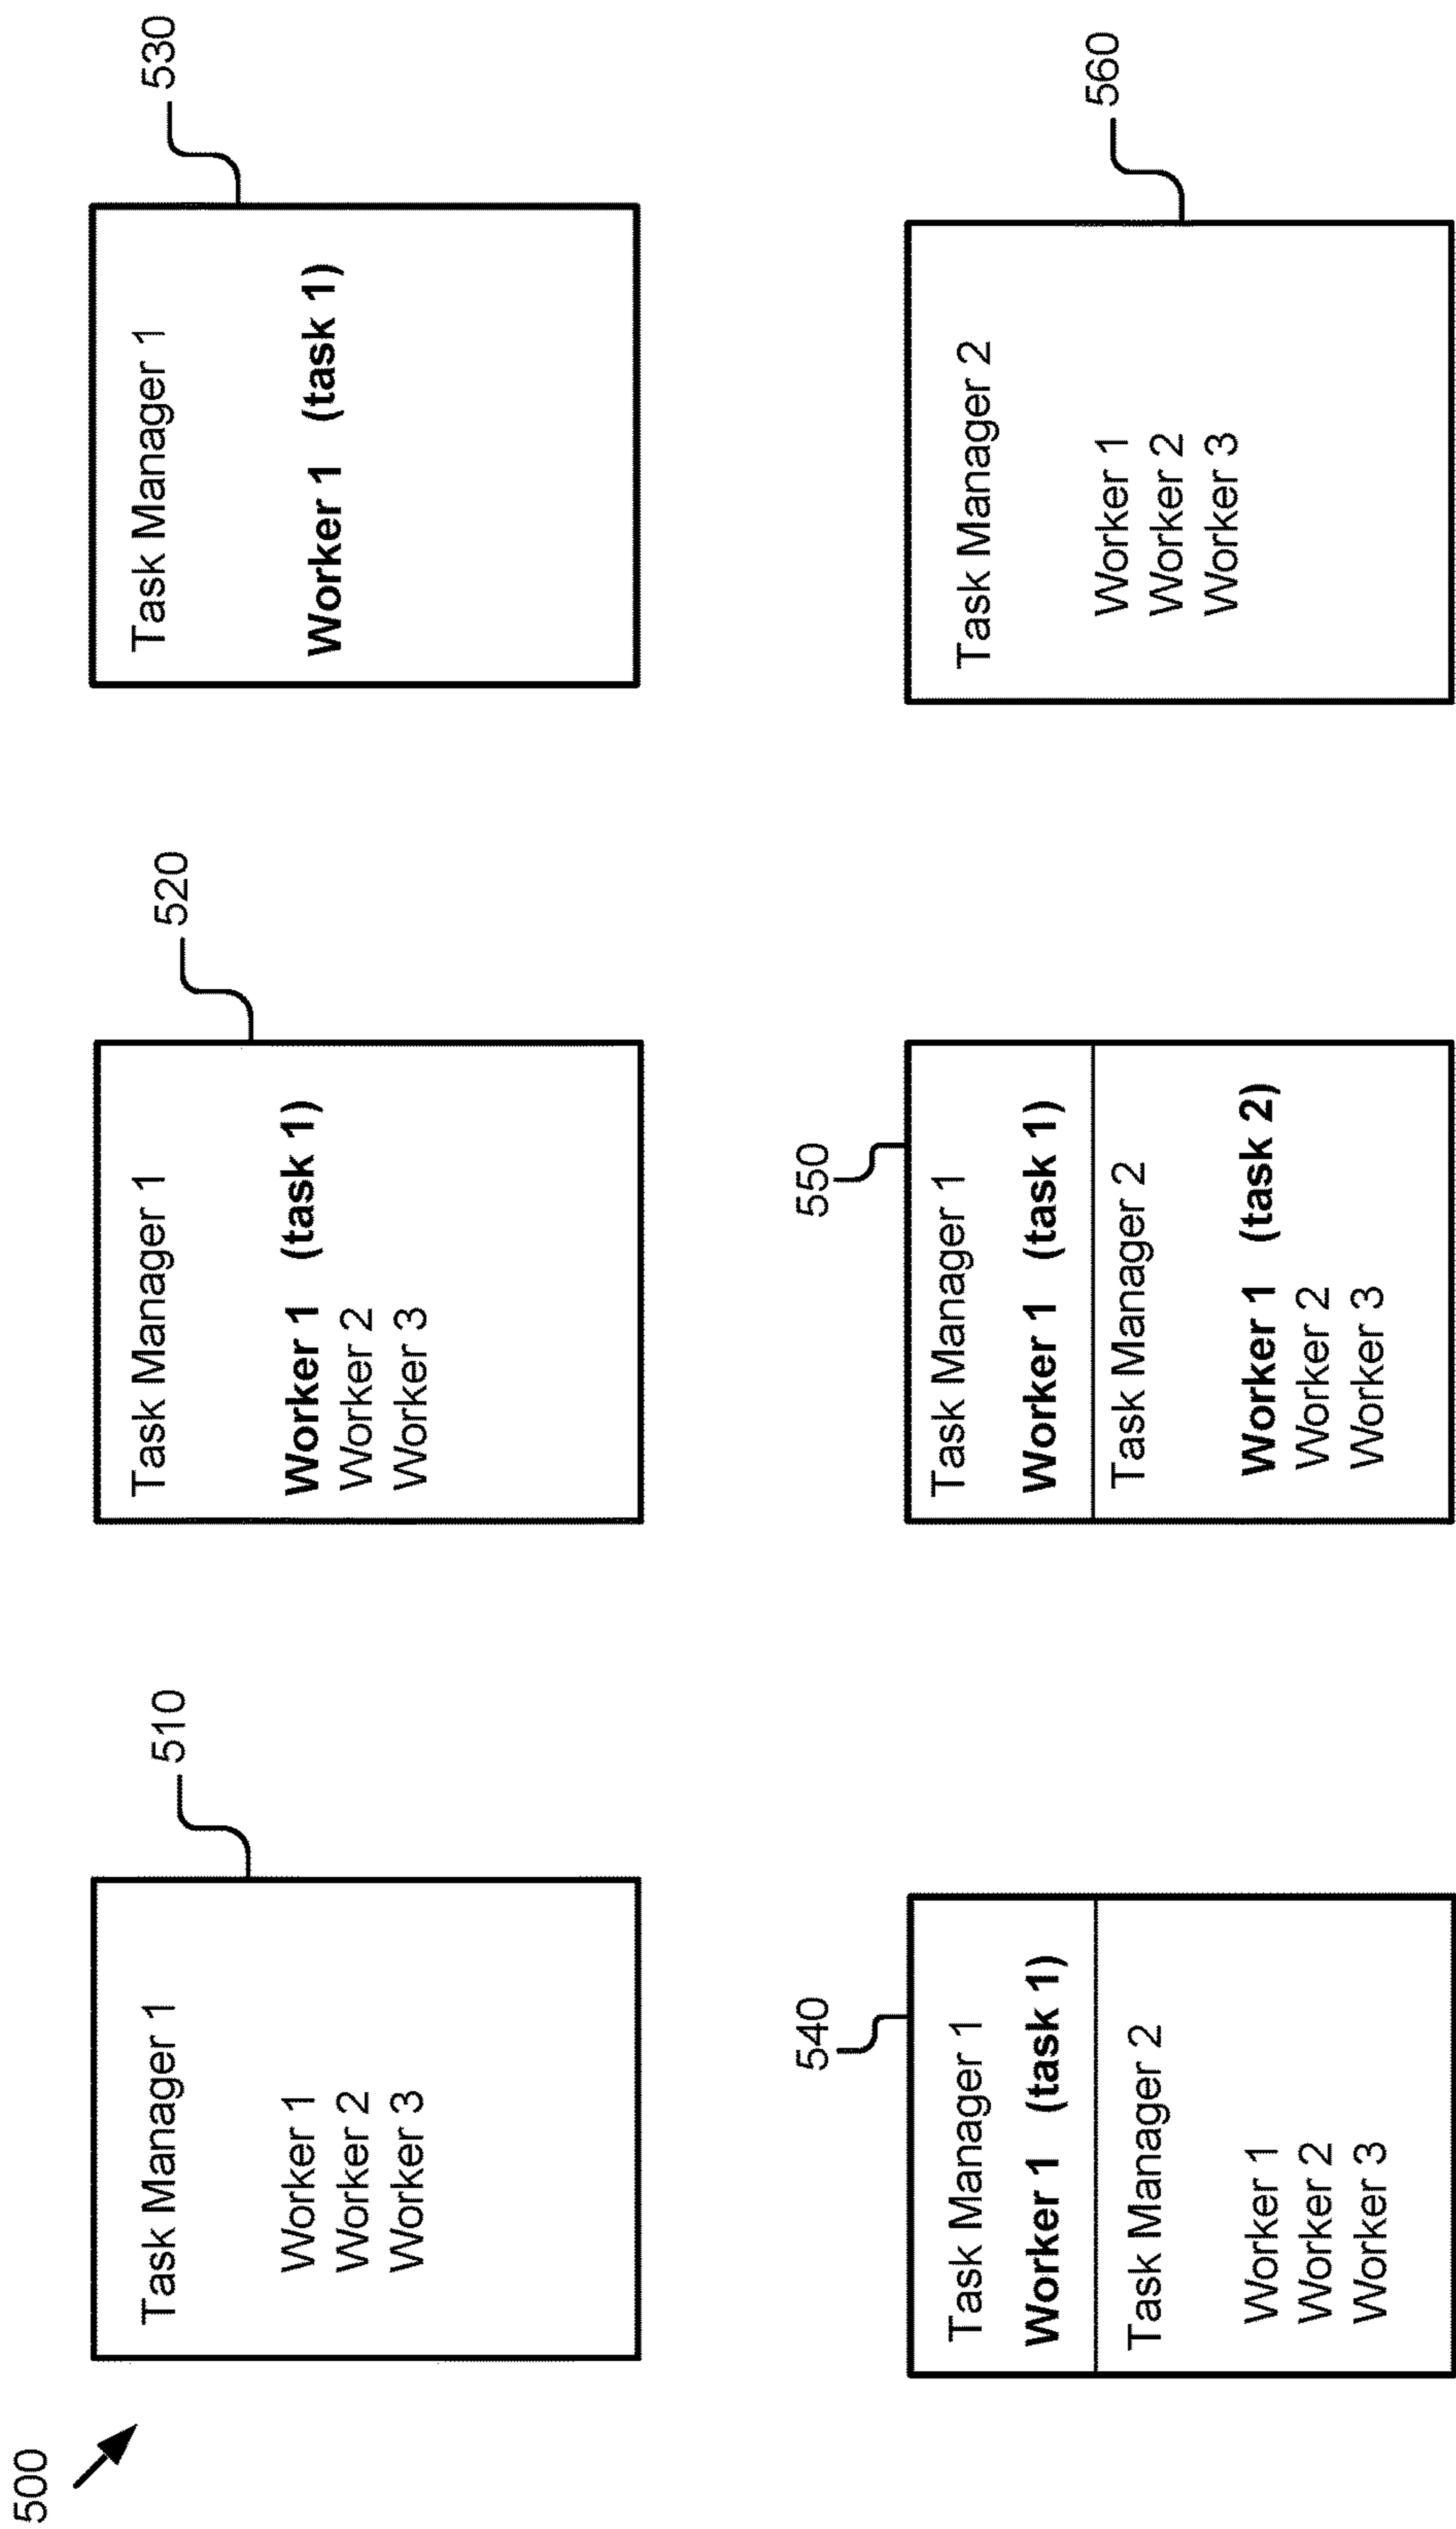 500
510
Task Manager 1
Worker 1
Worker 2
Worker 3
520
Task Manager 1
Worker 1 (task 1)
Worker 2
Worker 3
530
Task Manager 1
Worker 1 (task 1)
540
Task Manager 1
Worker 1 (task 1)
Task Manager 2
Worker 1
Worker 2
Worker 3
550
Task Manager 1
Worker 1 (task 1)
Task Manager 2
Worker 1 (task 2)
Worker 2
Worker 3
560
Task Manager 2
Worker 1
Worker 2
Worker 3